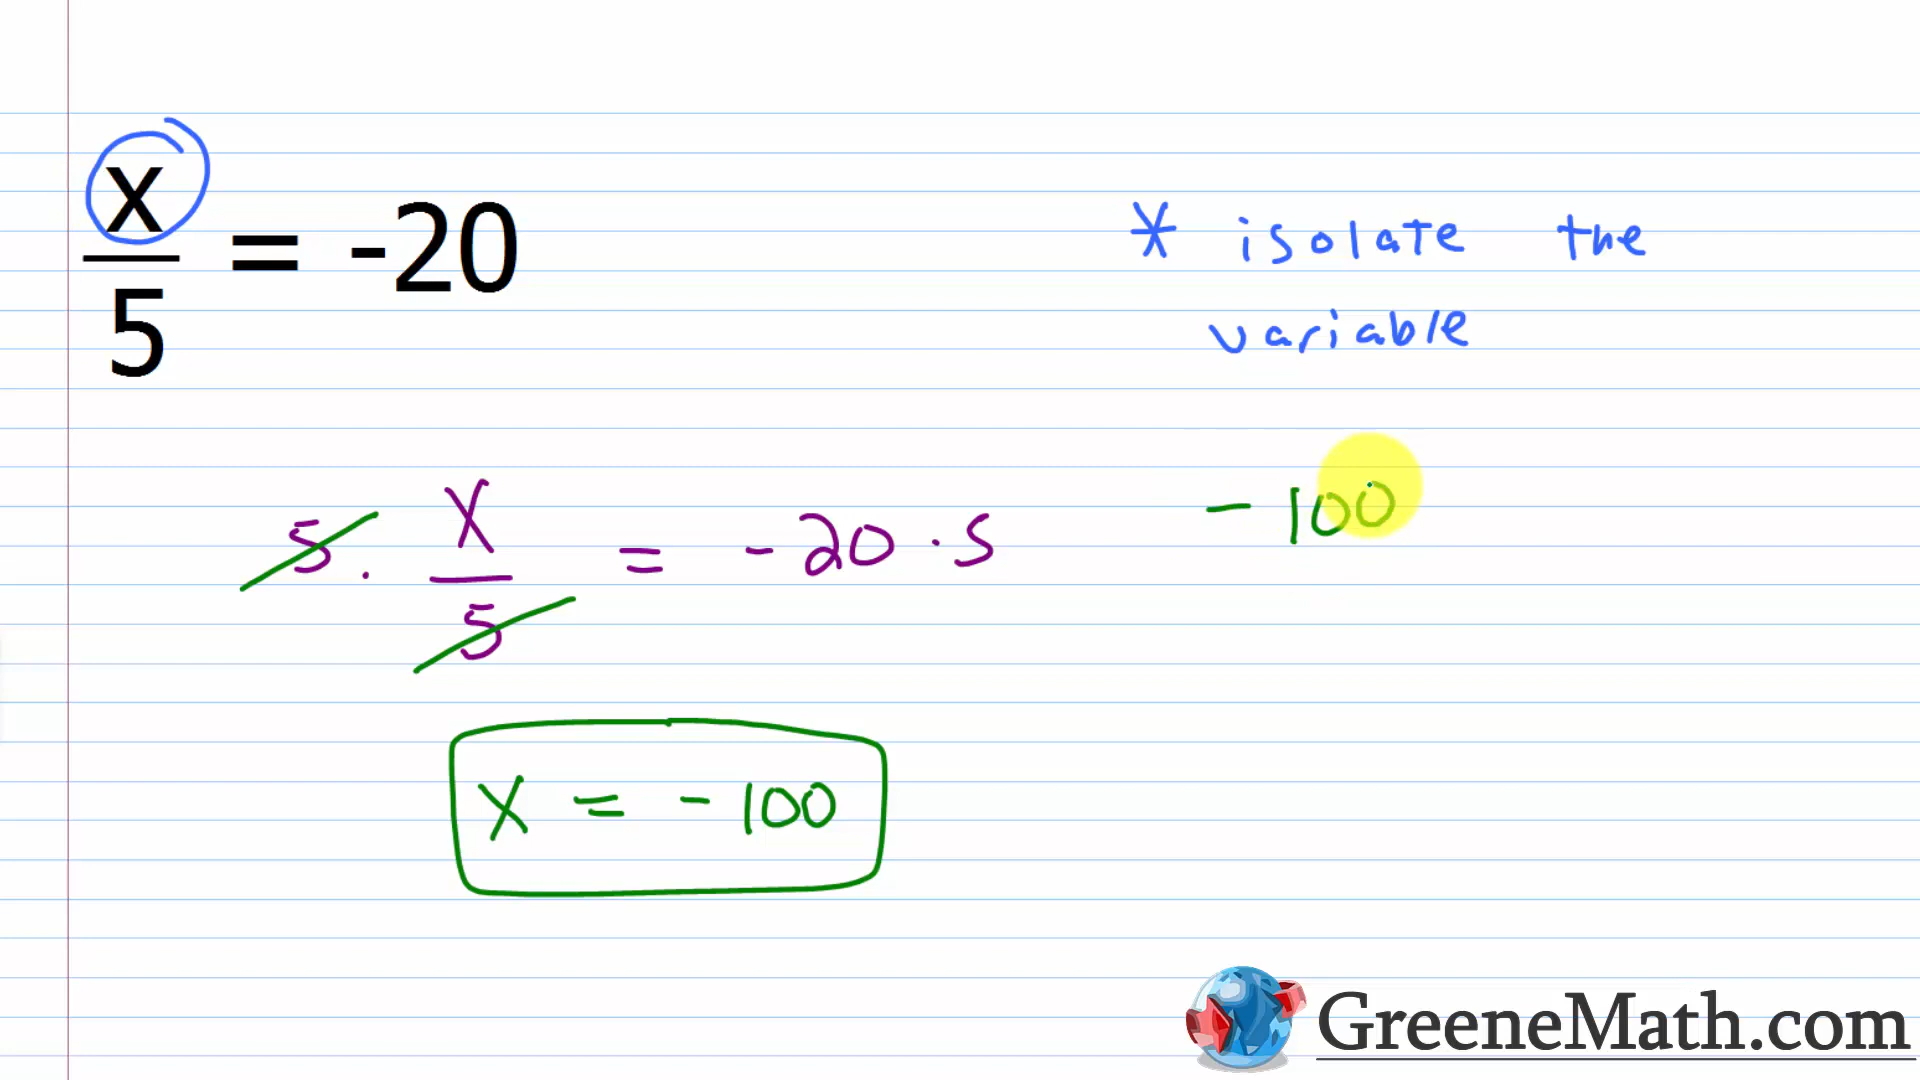 x
— = -20
5
* isolate the
variable
5 · x/5 = -20 · 5
-100
x = -100
GreeneMath.com